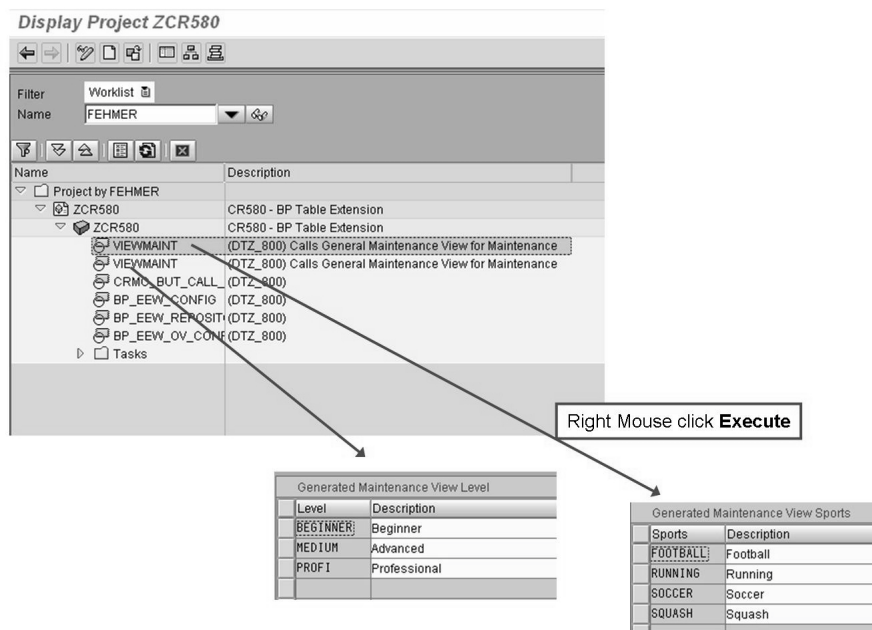 Display Project ZCR580
Filter Worklist
Name FEHMER
Name Description
Project by FEHMER
ZCR580 CR580 - BP Table Extension
ZCR580 CR580 - BP Table Extension
VIEWMAINT (DTZ_800) Calls General Maintenance View for Maintenance
VIEWMAINT (DTZ_800) Calls General Maintenance View for Maintenance
CRMC_BUT_CALL_ (DTZ_800)
BP_EEW_CONFIG (DTZ_800)
BP_EEW_REPOSIT (DTZ_800)
BP_EEW_OV_CONF (DTZ_800)
Tasks
Right Mouse click Execute
Generated Maintenance View Level
Level Description
BEGINNER Beginner
MEDIUM Advanced
PROFI Professional
Generated Maintenance View Sports
Sports Description
FOOTBALL Football
RUNNING Running
SOCCER Soccer
SQUASH Squash